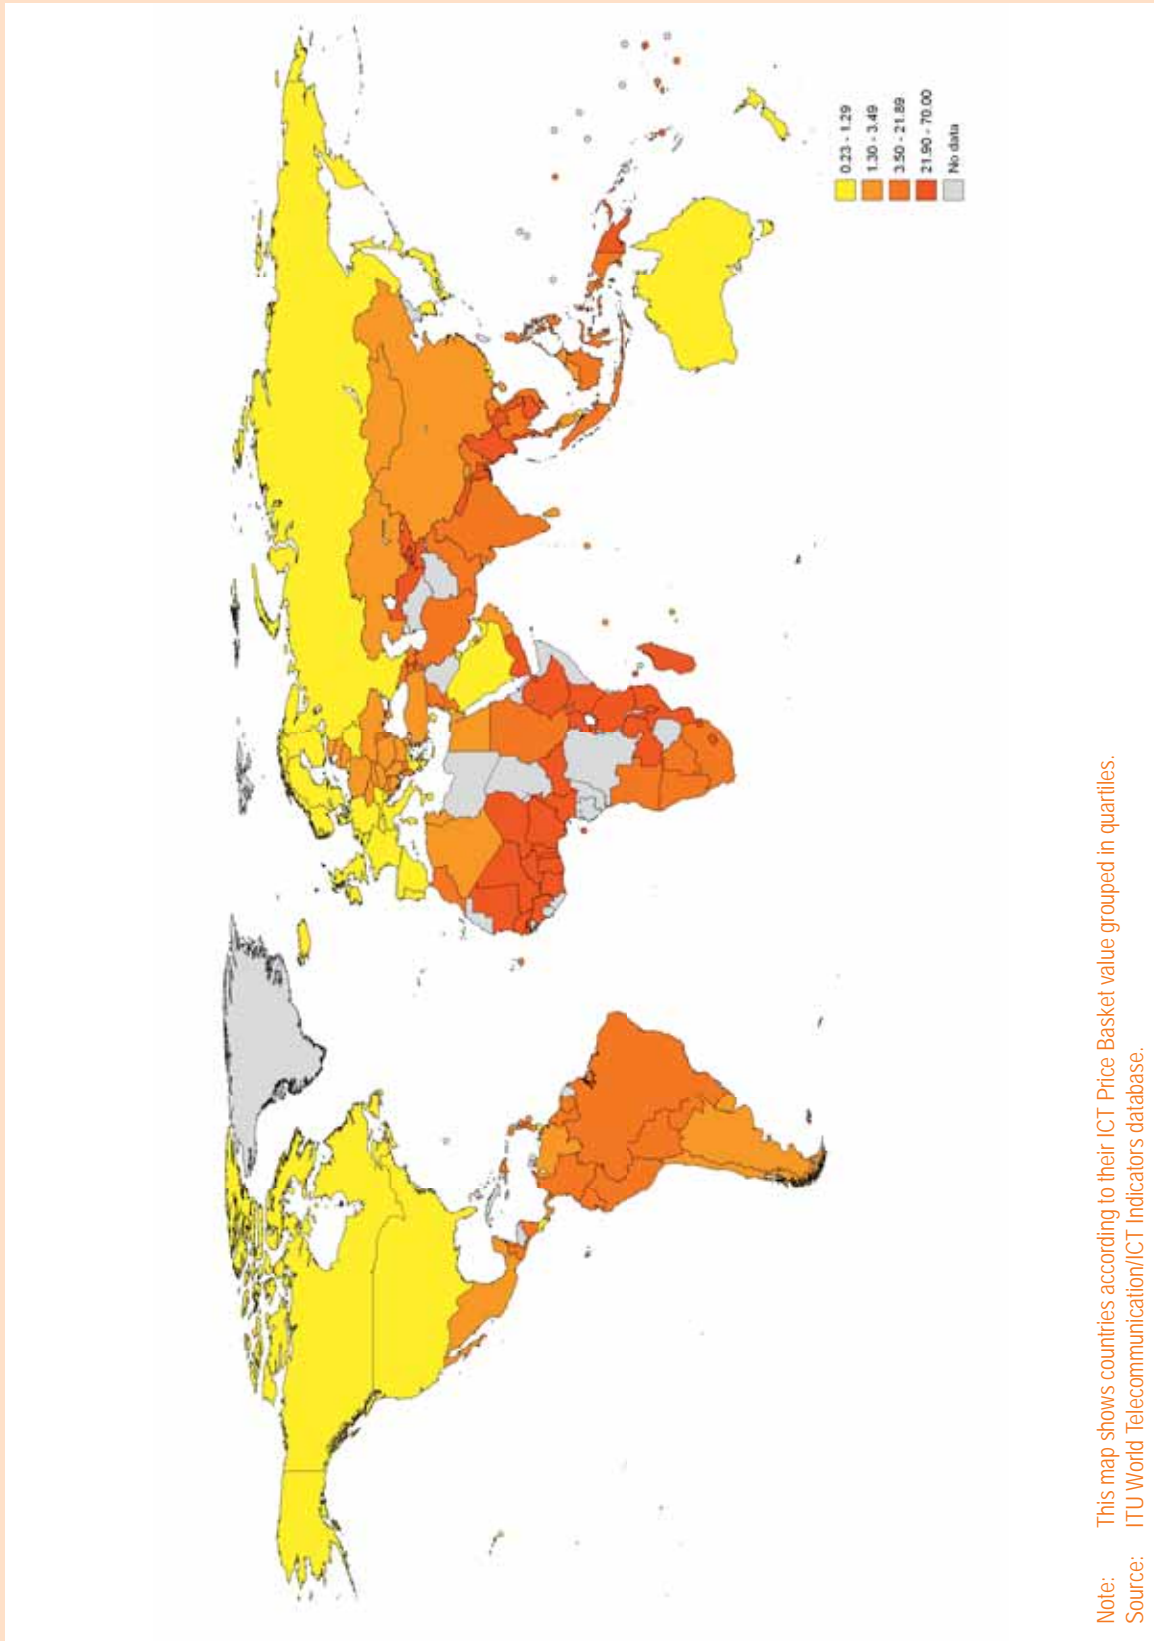 0.23 - 1.29
1.30 - 3.49
3.50 - 21.89
21.90 - 70.00
No data
Note: This map shows countries according to their ICT Price Basket value grouped in quartiles.
Source: ITU World Telecommunication/ICT Indicators database.